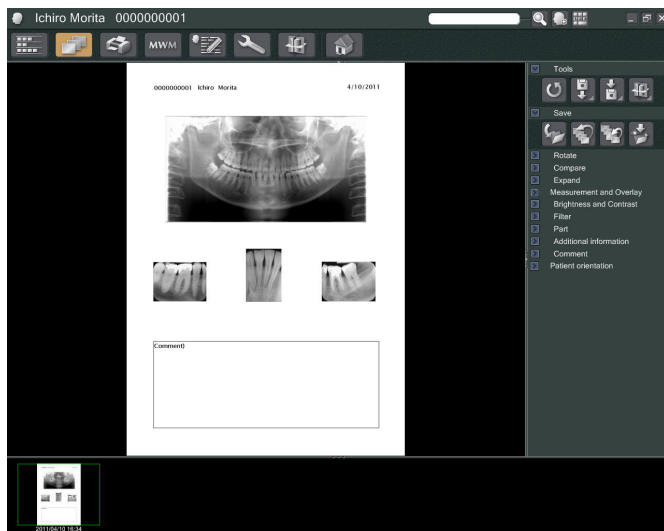 Ichiro Morita 0000000001
MWM
0000000001 Ichiro Morita 4/10/2011
Comment)
Tools
Save
Rotate
Compare
Expand
Measurement and Overlay
Brightness and Contrast
Filter
Part
Additional information
Comment
Patient orientation
2011/04/10 16:34